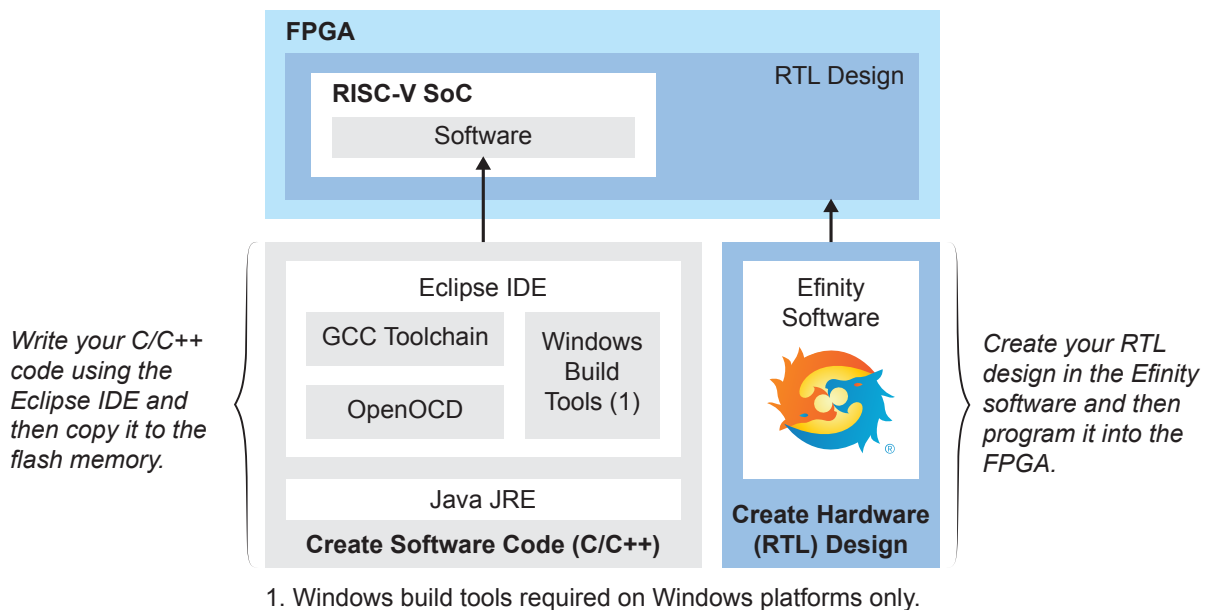 FPGA
RTL Design
RISC-V SoC
Software
Write your C/C++
code using the
Eclipse IDE and
then copy it to the
flash memory.
Eclipse IDE
GCC Toolchain
OpenOCD
Windows
Build
Tools (1)
Java JRE
Create Software Code (C/C++)
Efinity
Software
®
Create Hardware
(RTL) Design
Create your RTL
design in the Efinity
software and then
program it into the
FPGA.
1. Windows build tools required on Windows platforms only.